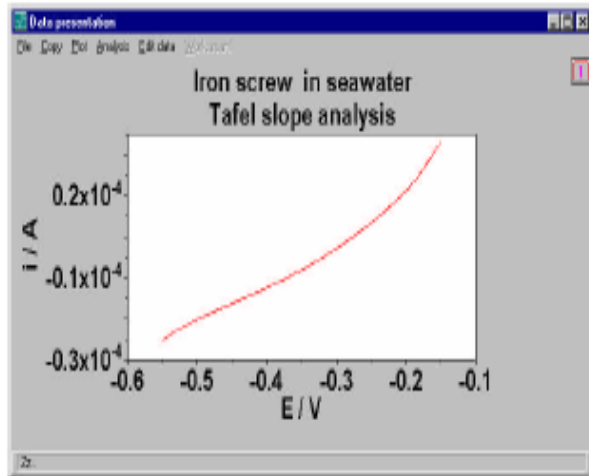 Data presentation
File Copy Plot Analysis Edit data
1
Iron screw in seawater
Tafel slope analysis
0.2x10⁻⁴
-0.1x10⁻⁴
-0.3x10⁻⁴
i / A
-0.6 -0.5 -0.4 -0.3 -0.2 -0.1
E / V